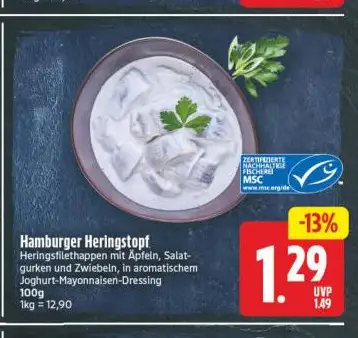 ZERTIFIZIERTE
NACHHALTIGE
FISCHEREI
MSC
www.msc.org/de
-13%
Hamburger Heringstopf
Heringsfilethappen mit Äpfeln, Salat-
gurken und Zwiebeln, in aromatischem
Joghurt-Mayonnaisen-Dressing
100g
1kg = 12,90
1.29
UVP
1.49